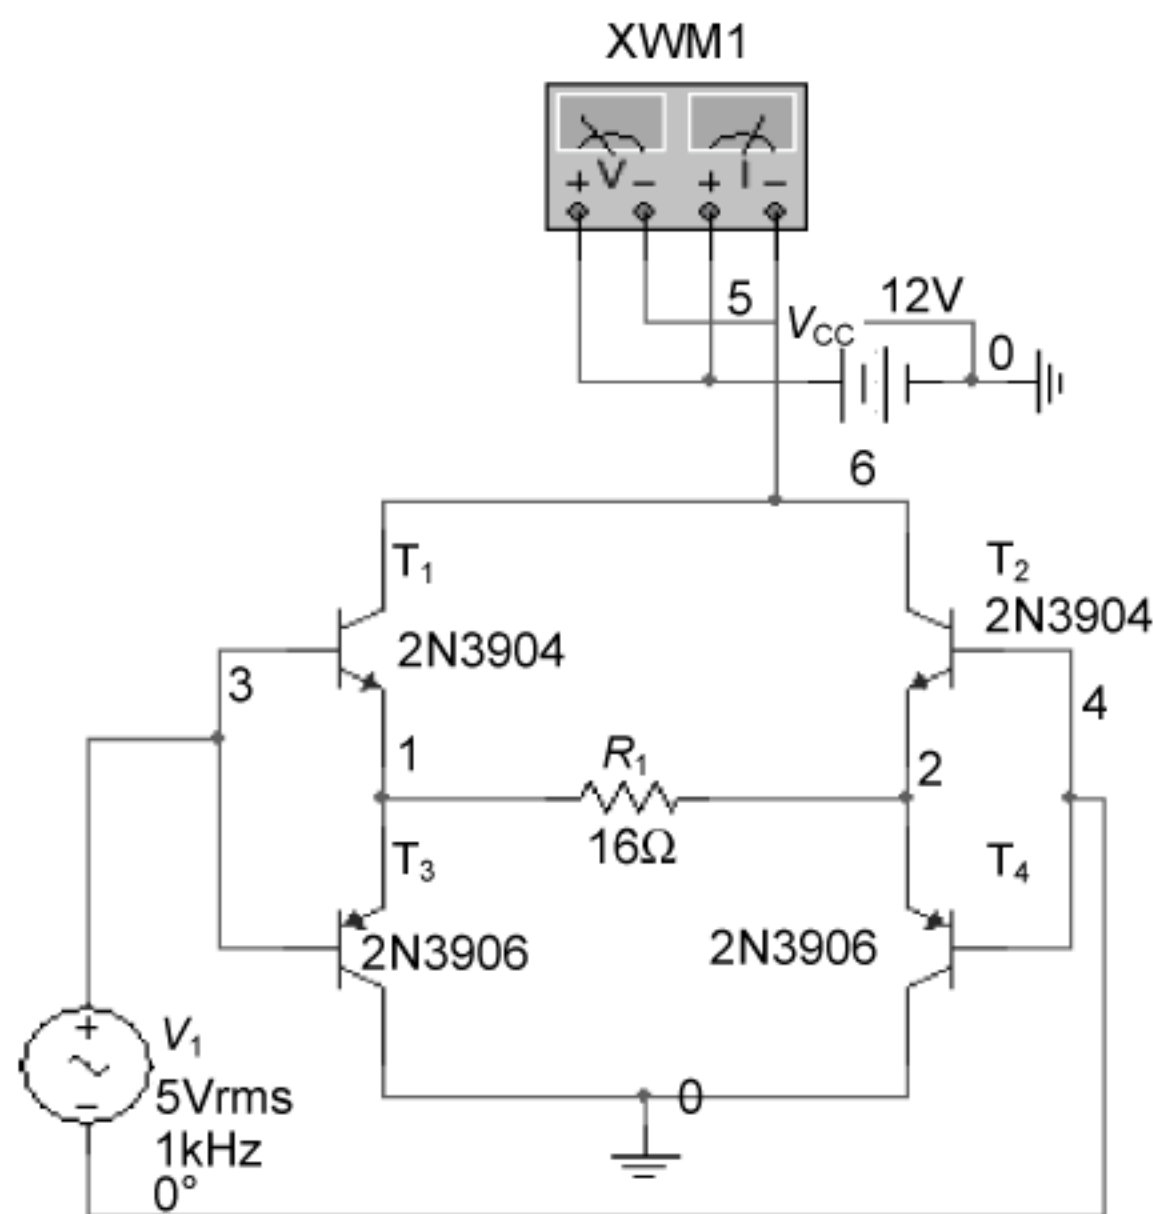 XWM1
+ V − + I −
5
V_CC
12V
0
6
T₁
2N3904
T₂
2N3904
3
4
1
R₁
16Ω
2
T₃
2N3906
T₄
2N3906
+
−
V₁
5Vrms
1kHz
0°
0